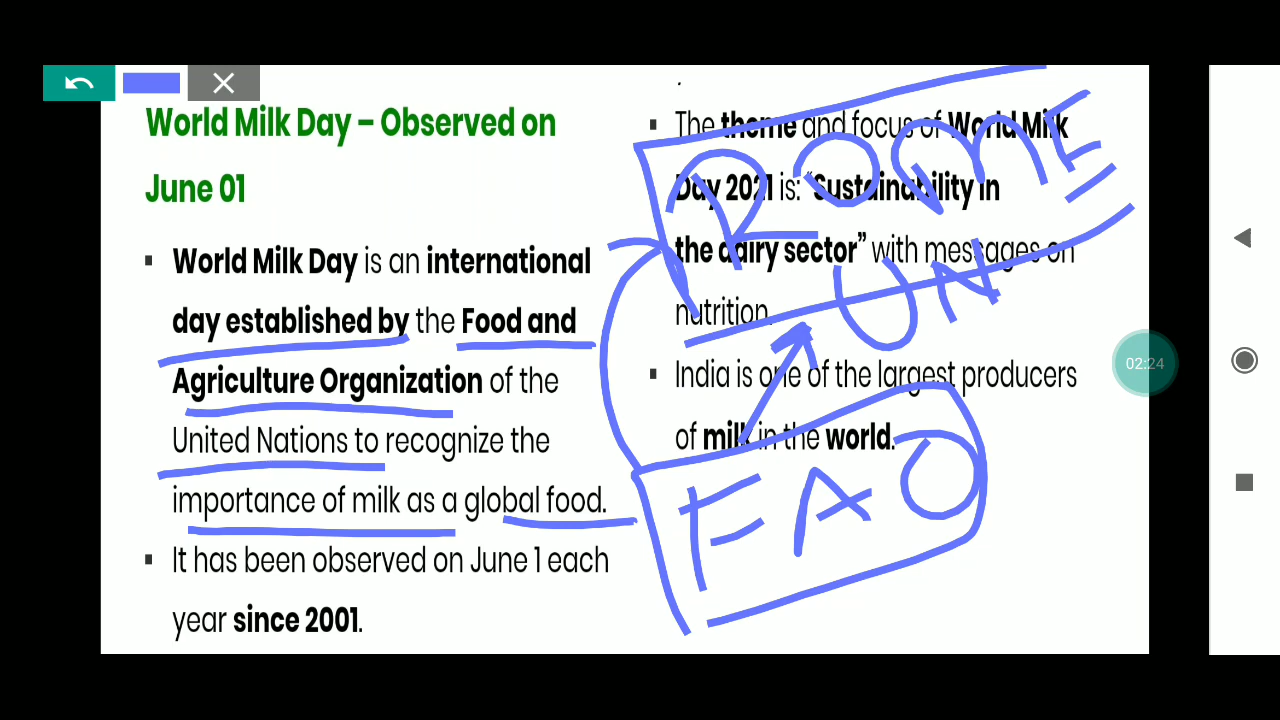 World Milk Day – Observed on
June 01
▪ World Milk Day is an international
day established by the Food and
Agriculture Organization of the
United Nations to recognize the
importance of milk as a global food.
▪ It has been observed on June 1 each
year since 2001.
.
▪ The theme and focus of World Milk
Day 2021 is: “Sustainability in
the dairy sector” with messages on
nutrition.
▪ India is one of the largest producers
of milk in the world.
ROME
UN
FAO
02:24